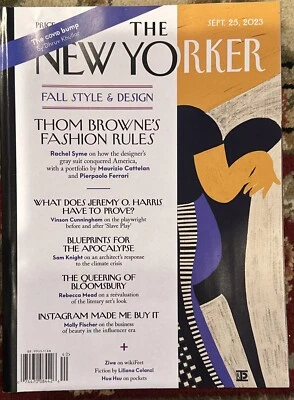 PRICE
THE
SEPT. 25, 2023
NEW YORKER
The cava bump
by Dhruv Khullar
FALL STYLE & DESIGN
THOM BROWNE'S
FASHION RULES
Rachel Syme on how the designer's
gray suit conquered America,
with a portfolio by Maurizio Cattelan
and Pierpaolo Ferrari
+
WHAT DOES JEREMY O. HARRIS
HAVE TO PROVE?
Vinson Cunningham on the playwright
before and after 'Slave Play'
BLUEPRINTS FOR
THE APOCALYPSE
Sam Knight on an architect's response
to the climate crisis
THE QUEERING OF
BLOOMSBURY
Rebecca Mead on a reevaluation
of the literary set's look
INSTAGRAM MADE ME BUY IT
Molly Fischer on the business
of beauty in the influencer era
+
Ziwe on wikiFeet
Fiction by Liliana Colanzi
Hua Hsu on pockets